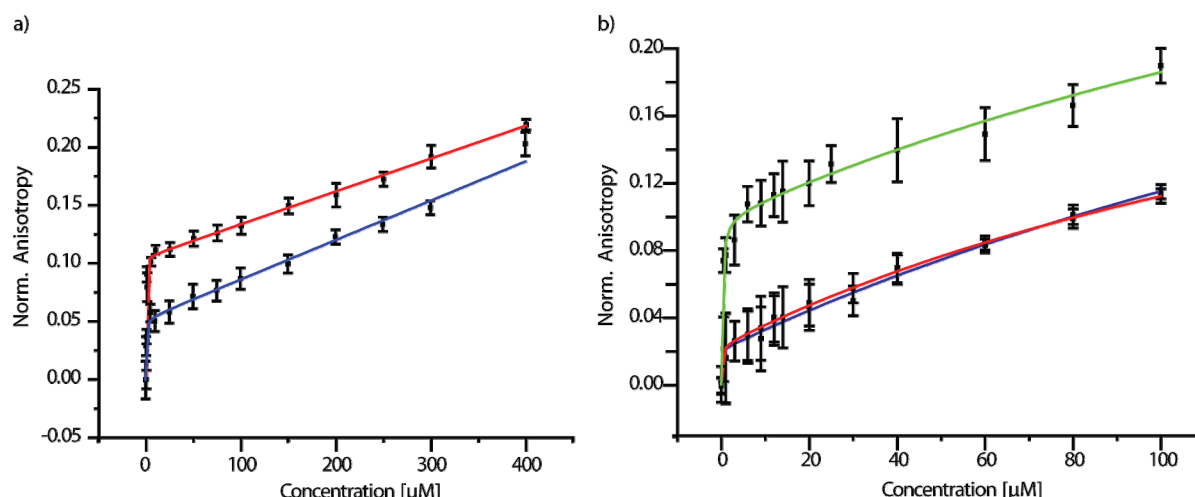 a)
0.25
0.20
0.15
0.10
0.05
0.00
-0.05
Norm. Anisotropy
0 100 200 300 400
Concentration [µM]
b)
0.20
0.16
0.12
0.08
0.04
0.00
Norm. Anisotropy
0 20 40 60 80 100
Concentration [µM]